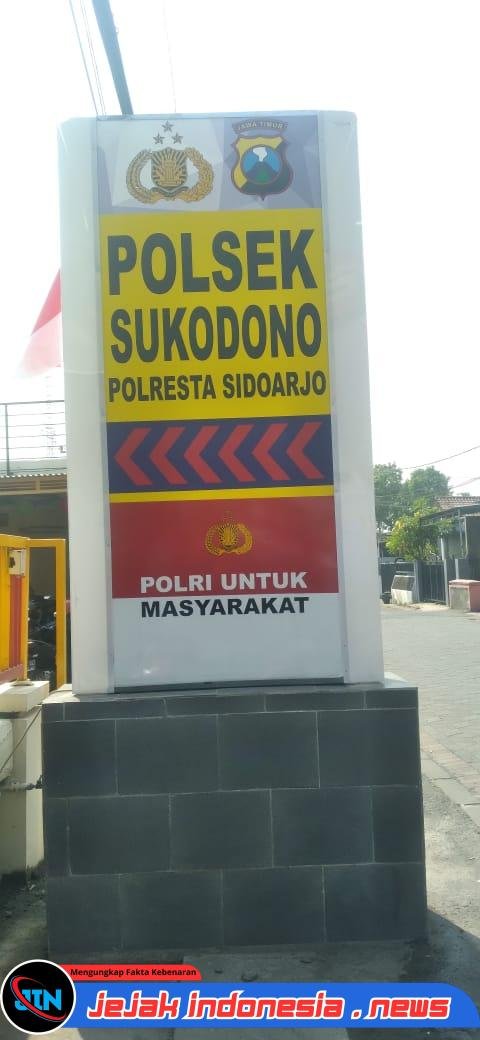 JAWA TIMUR
POLSEK
SUKODONO
POLRESTA SIDOARJO
POLRI UNTUK
MASYARAKAT
Mengungkap Fakta Kebenaran
JTN
Jejak indonesia . news